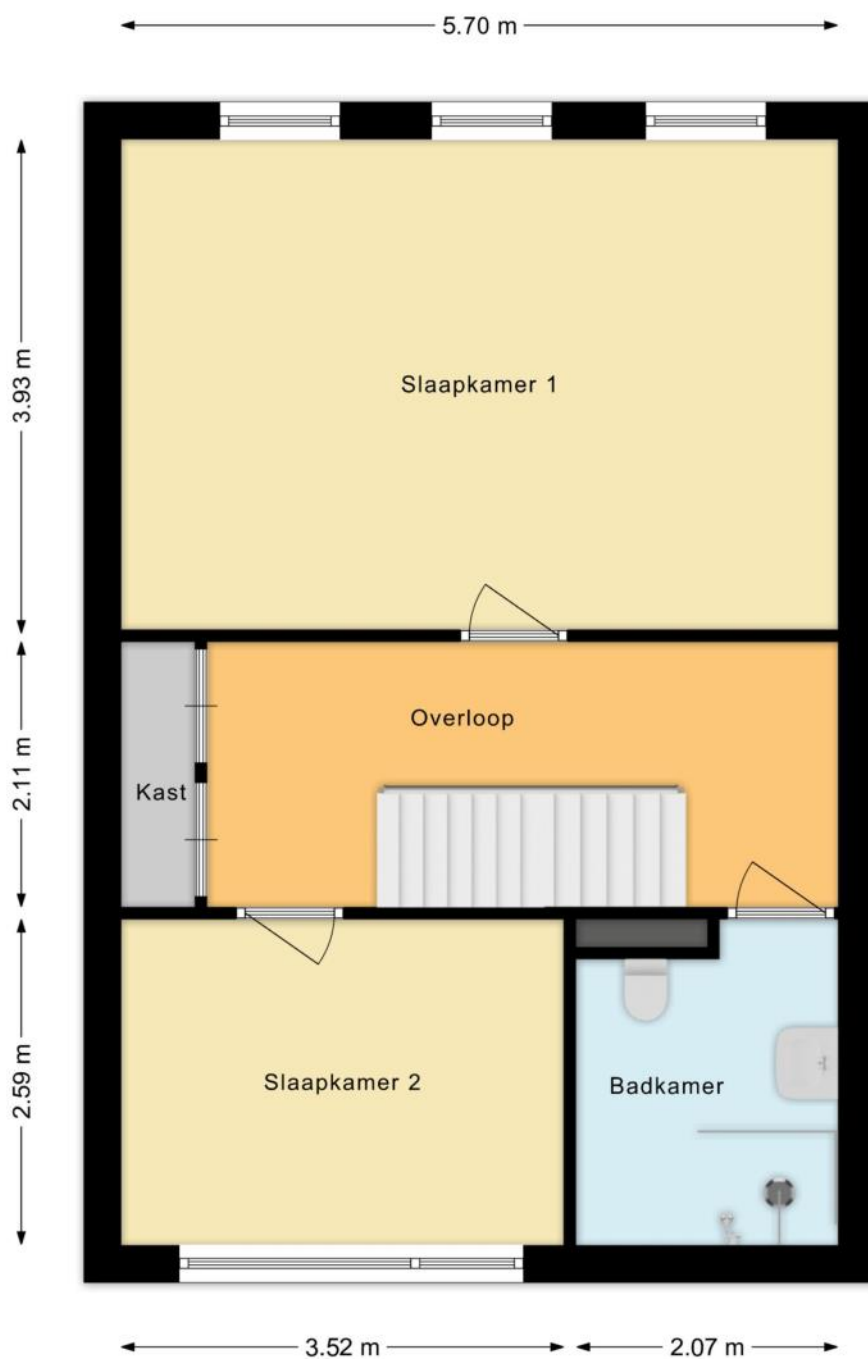 5.70 m
3.93 m
Slaapkamer 1
2.11 m
Overloop
Kast
2.59 m
Slaapkamer 2
Badkamer
3.52 m
2.07 m